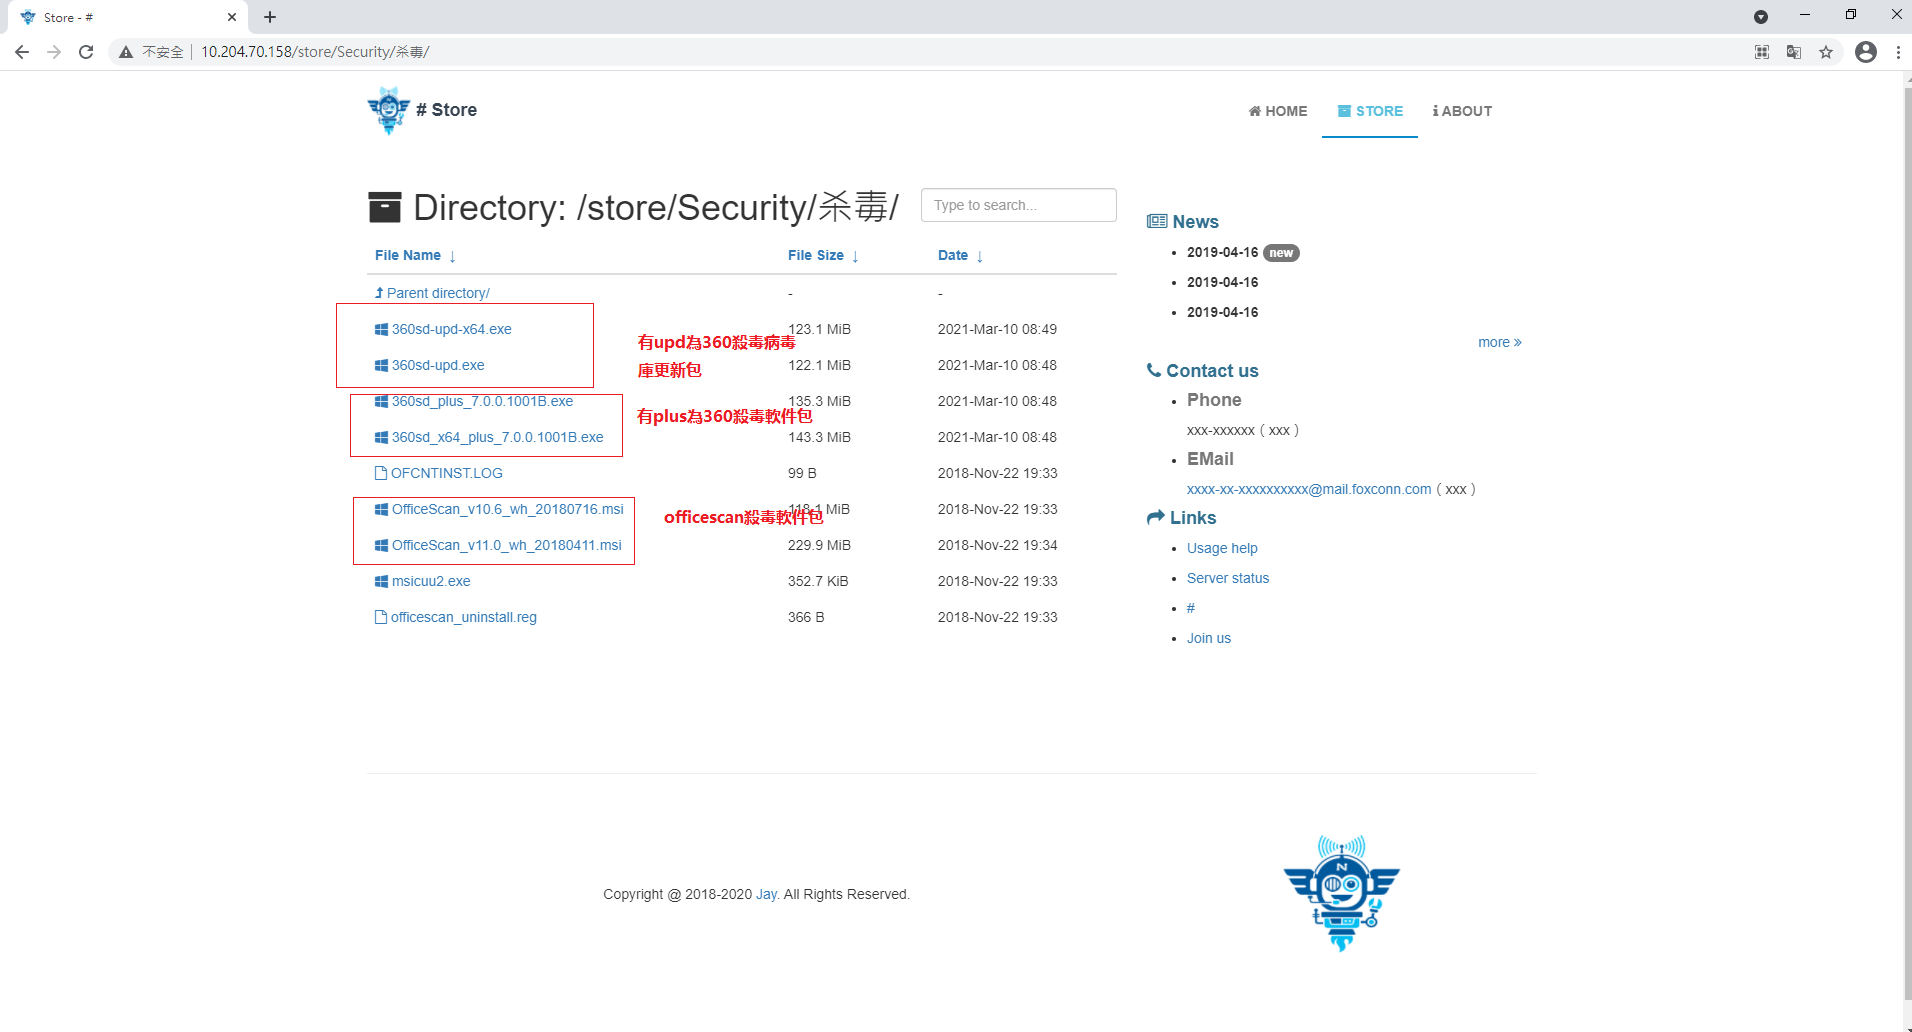 Store - #
不安全 10.204.70.158/store/Security/杀毒/
# Store
HOME STORE ABOUT
Directory: /store/Security/杀毒/
Type to search...
File Name ↓ File Size ↓ Date ↓
Parent directory/ - -
360sd-upd-x64.exe 123.1 MiB 2021-Mar-10 08:49
360sd-upd.exe 122.1 MiB 2021-Mar-10 08:48
有upd為360殺毒病毒
庫更新包
360sd_plus_7.0.0.1001B.exe 135.3 MiB 2021-Mar-10 08:48
有plus為360殺毒軟件包
360sd_x64_plus_7.0.0.1001B.exe 143.3 MiB 2021-Mar-10 08:48
OFCNTINST.LOG 99 B 2018-Nov-22 19:33
OfficeScan_v10.6_wh_20180716.msi 118.1 MiB 2018-Nov-22 19:33
officescan殺毒軟件包
OfficeScan_v11.0_wh_20180411.msi 229.9 MiB 2018-Nov-22 19:34
msicuu2.exe 352.7 KiB 2018-Nov-22 19:33
officescan_uninstall.reg 366 B 2018-Nov-22 19:33
News
2019-04-16 new
2019-04-16
2019-04-16
more »
Contact us
Phone
xxx-xxxxxx ( xxx )
EMail
xxxx-xx-xxxxxxxxxx@mail.foxconn.com ( xxx )
Links
Usage help
Server status
#
Join us
Copyright @ 2018-2020 Jay. All Rights Reserved.
N